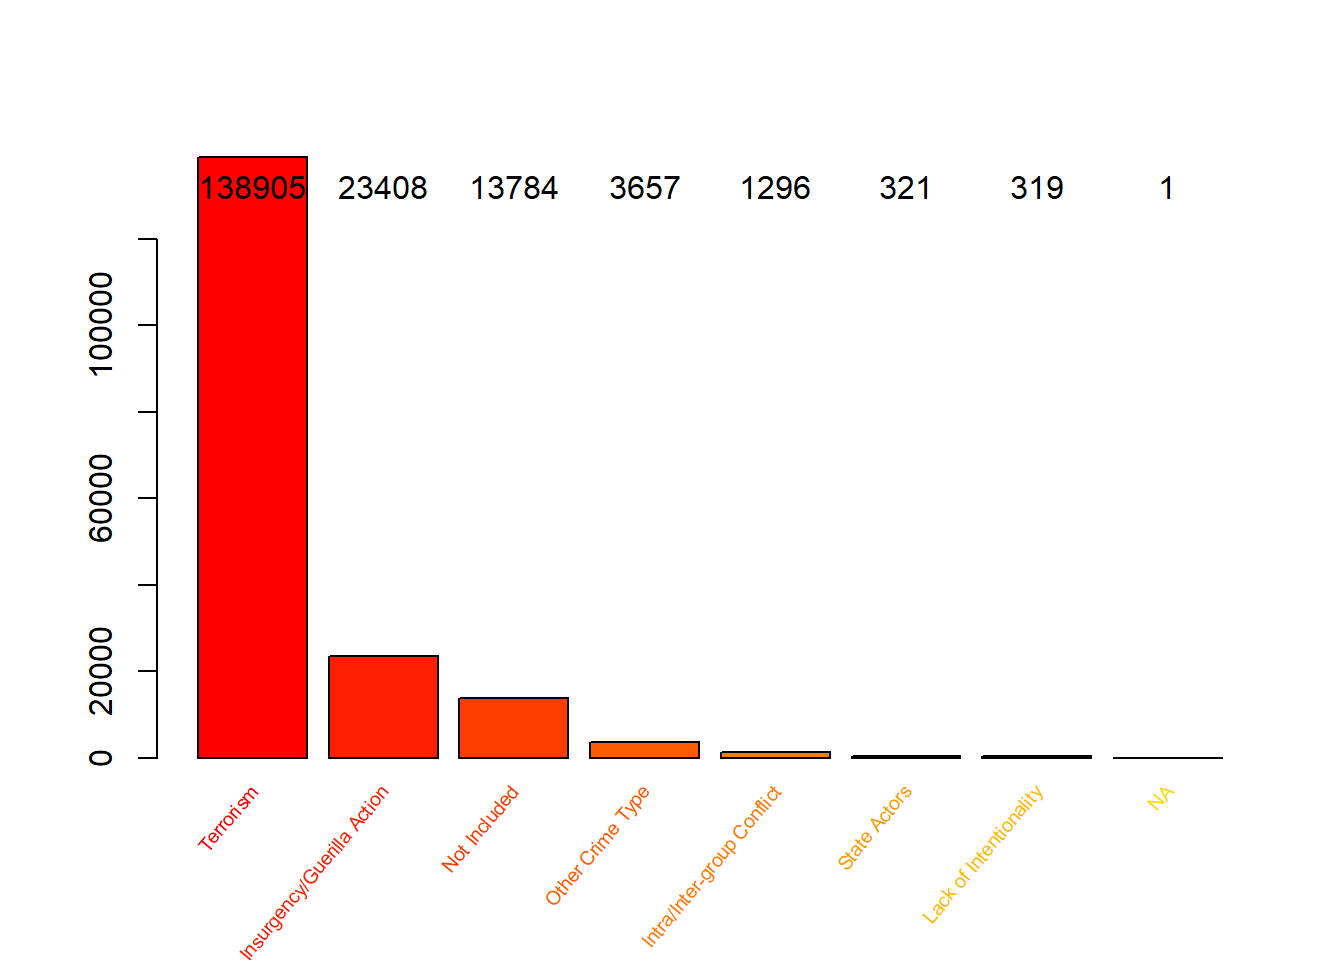 138905 23408 13784 3657 1296 321 319 1
100000
60000
20000
0
Terrorism
Insurgency/Guerilla Action
Not Included
Other Crime Type
Intra/Inter-group Conflict
State Actors
Lack of Intentionality
NA